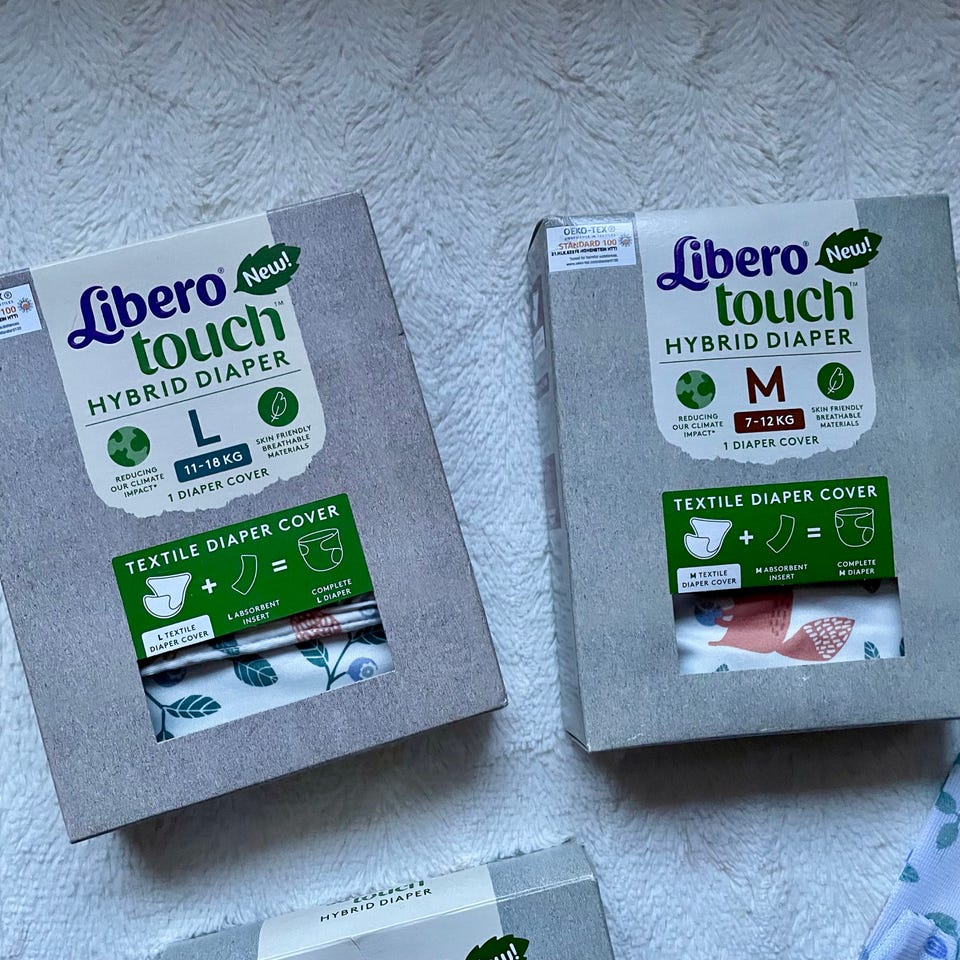 100
Libero®
New!
touch™
HYBRID DIAPER
L
11-18 KG
REDUCING
OUR CLIMATE
IMPACT*
SKIN FRIENDLY
BREATHABLE
MATERIALS
1 DIAPER COVER
TEXTILE DIAPER COVER
+
=
L TEXTILE
DIAPER COVER
L ABSORBENT
INSERT
COMPLETE
L DIAPER
OEKO-TEX®
STANDARD 100
Libero®
New!
touch™
HYBRID DIAPER
M
7-12 KG
REDUCING
OUR CLIMATE
IMPACT*
SKIN FRIENDLY
BREATHABLE
MATERIALS
1 DIAPER COVER
TEXTILE DIAPER COVER
+
=
M TEXTILE
DIAPER COVER
M ABSORBENT
INSERT
COMPLETE
M DIAPER
touch
HYBRID DIAPER